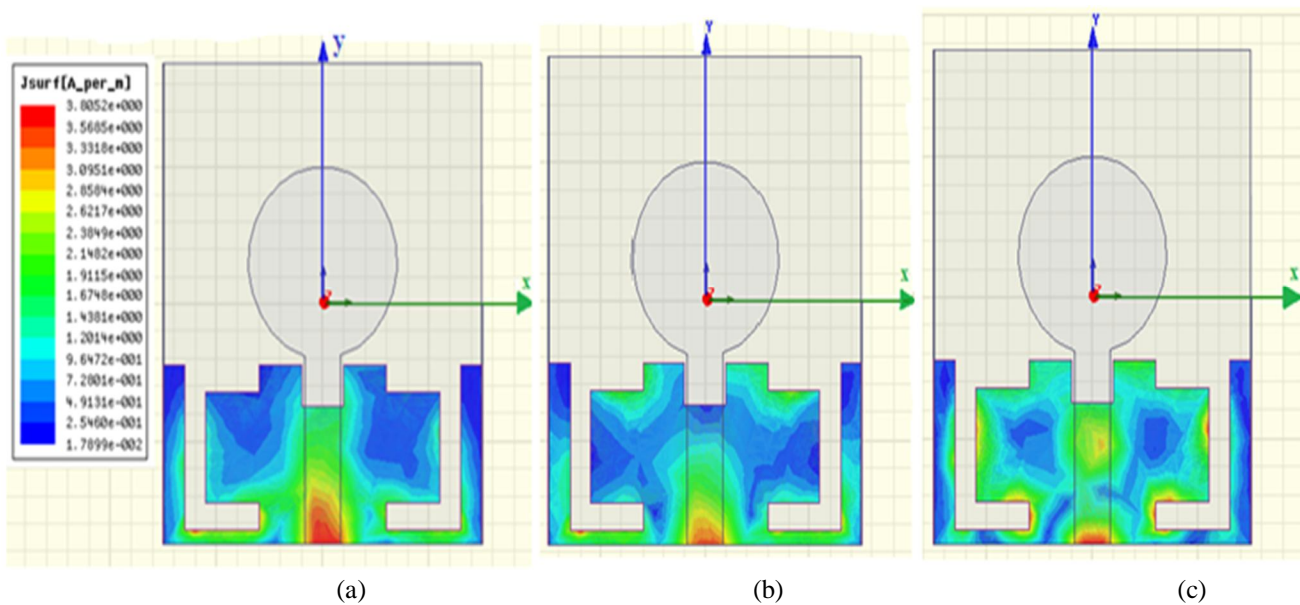 Jsurf[A_per_m]
3.8052e+000
3.5685e+000
3.3318e+000
3.0951e+000
2.8584e+000
2.6217e+000
2.3849e+000
2.1482e+000
1.9115e+000
1.6748e+000
1.4381e+000
1.2014e+000
9.6472e-001
7.2801e-001
4.9131e-001
2.5460e-001
1.7899e-002
y
x
Y
x
Y
X
(a)
(b)
(c)